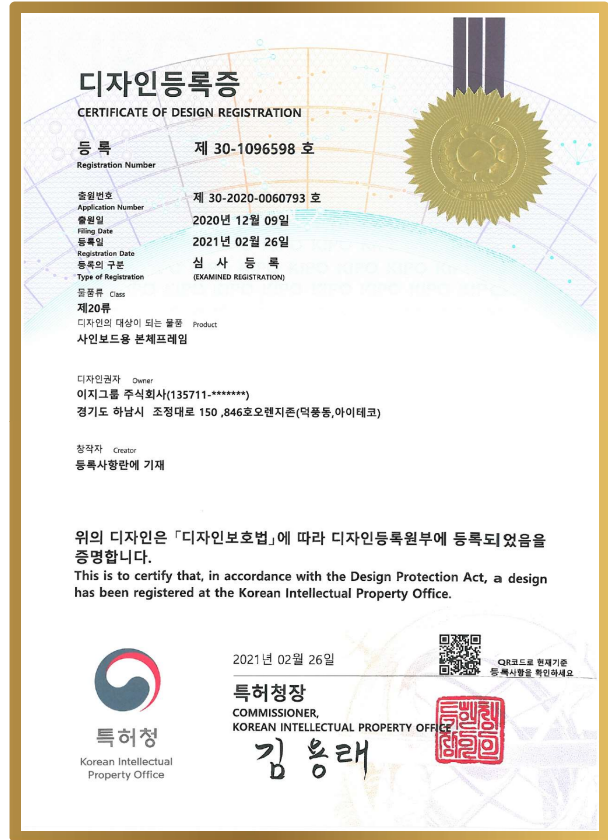 디자인등록증
CERTIFICATE OF DESIGN REGISTRATION
등 록 제 30-1096598 호
Registration Number
출원번호 제 30-2020-0060793 호
Application Number
출원일 2020년 12월 09일
Filing Date
등록일 2021년 02월 26일
Registration Date
등록의 구분 심 사 등 록
Type of Registration (EXAMINED REGISTRATION)
물품류 Class
제20류
디자인의 대상이 되는 물품 Product
사인보드용 본체프레임
디자인권자 Owner
이지그룹 주식회사(135711-*******)
경기도 하남시 조정대로 150 ,846호오렌지존(덕풍동,아이테코)
창작자 Creator
등록사항란에 기재
위의 디자인은 「디자인보호법」에 따라 디자인등록원부에 등록되었음을
증명합니다.
This is to certify that, in accordance with the Design Protection Act, a design
has been registered at the Korean Intellectual Property Office.
2021년 02월 26일
QR코드로 현재기준
등록사항을 확인하세요
특허청장
COMMISSIONER,
KOREAN INTELLECTUAL PROPERTY OFFICE
김용래
특허청
Korean Intellectual
Property Office